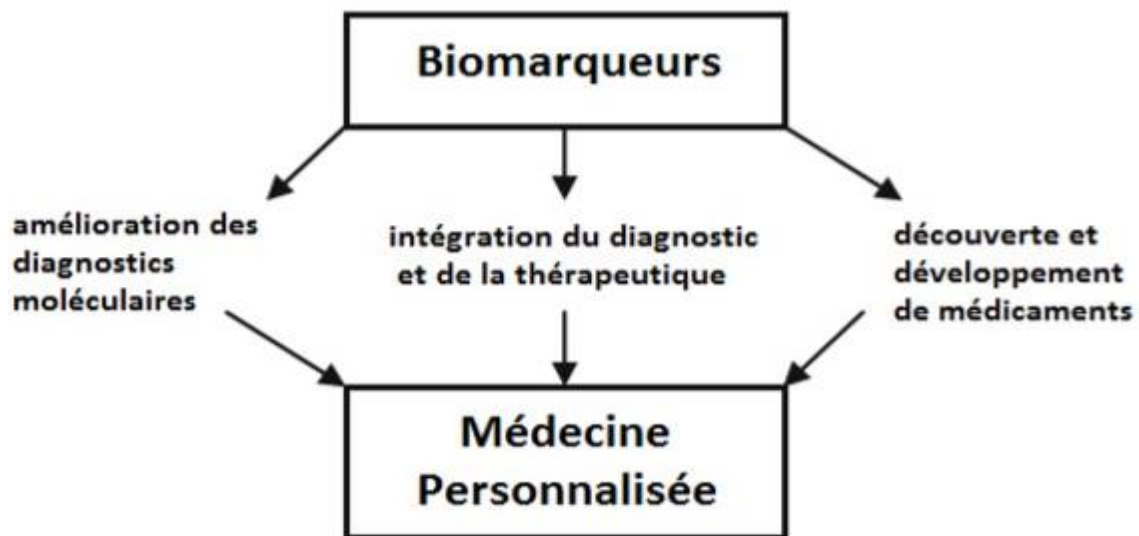 Biomarqueurs
amélioration des
diagnostics
moléculaires
intégration du diagnostic
et de la thérapeutique
découverte et
développement
de médicaments
Médecine
Personnalisée